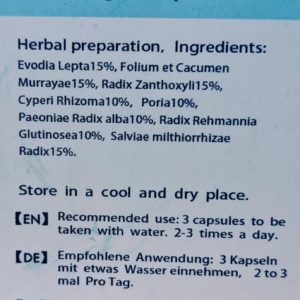 Herbal preparation, Ingredients:
Evodia Lepta15%, Folium et Cacumen
Murrayae15%, Radix Zanthoxyli15%,
Cyperi Rhizoma10%, Poria10%,
Paeoniae Radix alba10%, Radix Rehmannia
Glutinosea10%, Salviae milthiorrhizae
Radix15%.
Store in a cool and dry place.
【EN】 Recommended use: 3 capsules to be
taken with water. 2-3 times a day.
【DE】 Empfohlene Anwendung: 3 Kapseln
mit etwas Wasser einnehmen, 2 to 3
mal Pro Tag.